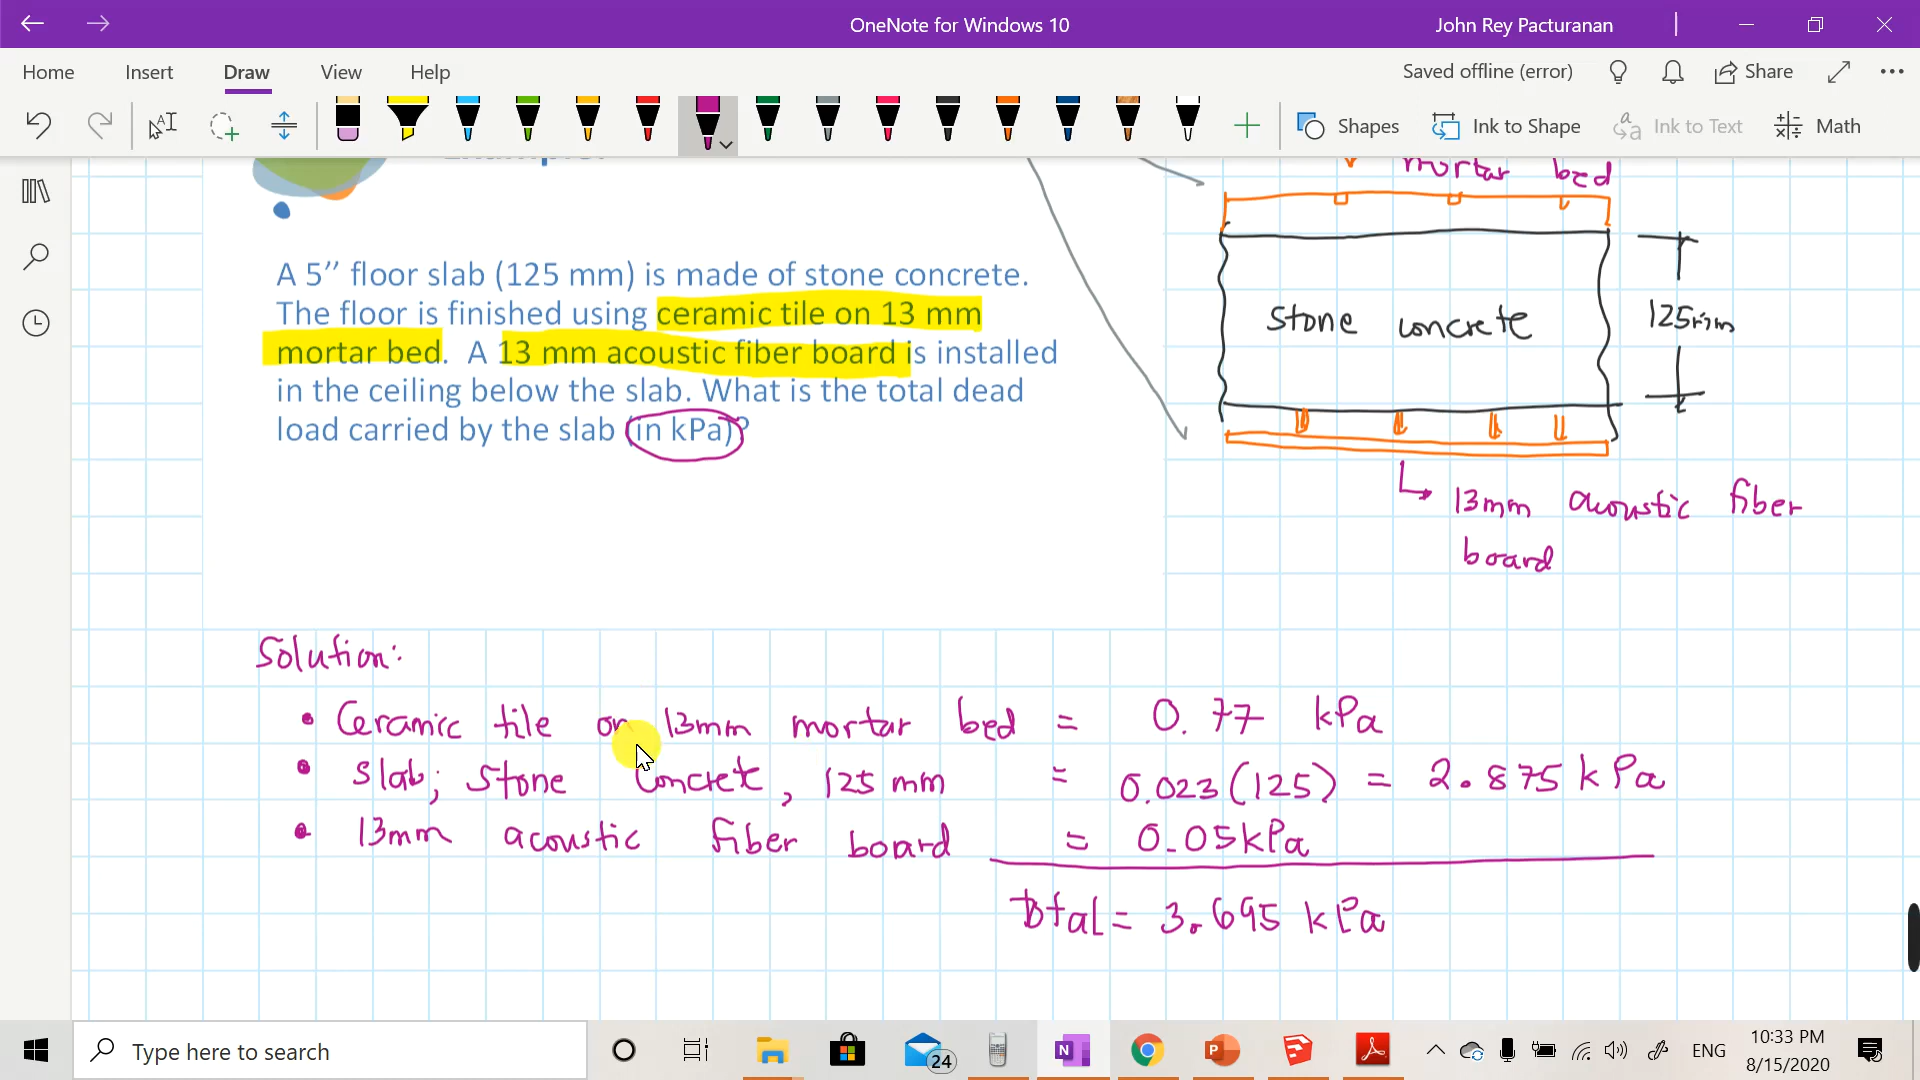 OneNote for Windows 10
John Rey Pacturanan
Home Insert Draw View Help
Saved offline (error) Share
Shapes Ink to Shape Ink to Text Math
mortar bed
A 5’’ floor slab (125 mm) is made of stone concrete.
The floor is finished using ceramic tile on 13 mm
mortar bed. A 13 mm acoustic fiber board is installed
in the ceiling below the slab. What is the total dead
load carried by the slab (in kPa)?
stone concrete
125mm
13mm acoustic fiber
board
Solution:
• Ceramic tile on 13mm mortar bed = 0.77 kPa
• Slab; stone concrete, 125 mm = 0.023(125) = 2.875 kPa
• 13mm acoustic fiber board = 0.05kPa
total = 3.695 kPa
Type here to search
24
ENG
10:33 PM
8/15/2020